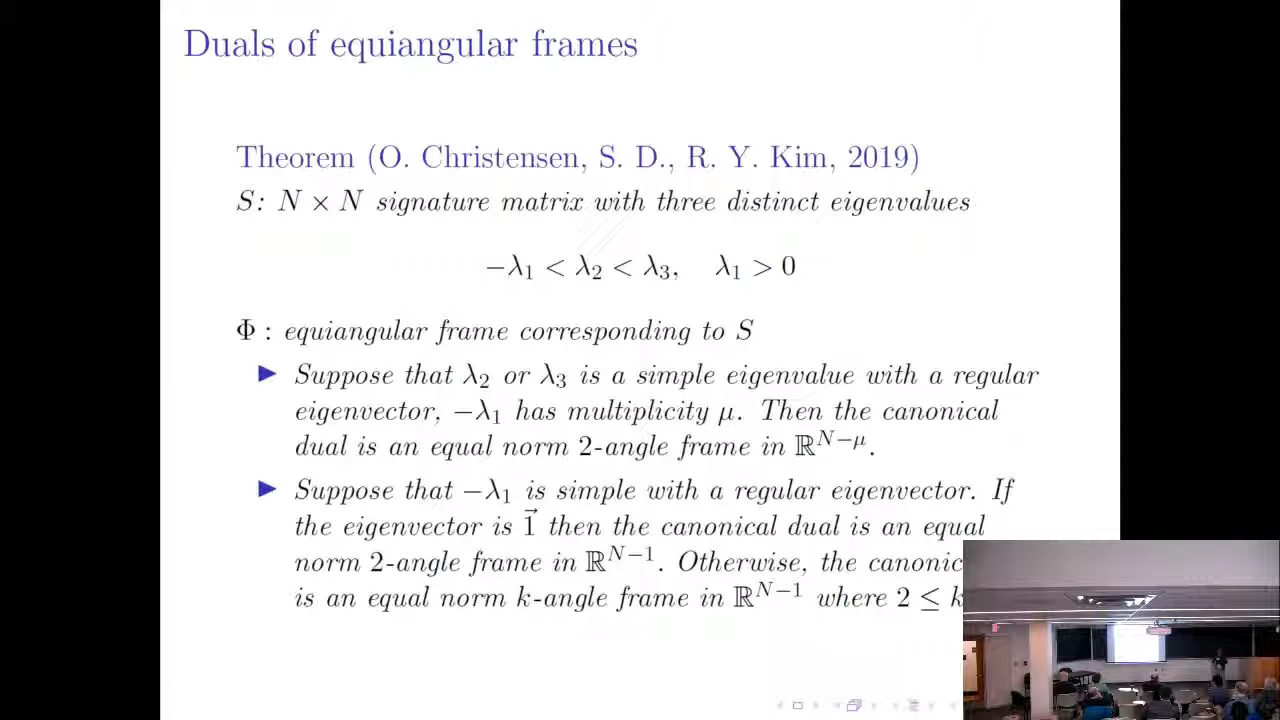 Duals of equiangular frames
Theorem (O. Christensen, S. D., R. Y. Kim, 2019)
S: N × N signature matrix with three distinct eigenvalues
−λ₁ < λ₂ < λ₃, λ₁ > 0
Φ : equiangular frame corresponding to S
▶ Suppose that λ₂ or λ₃ is a simple eigenvalue with a regular
eigenvector, −λ₁ has multiplicity μ. Then the canonical
dual is an equal norm 2-angle frame in ℝᴺ⁻μ.
▶ Suppose that −λ₁ is simple with a regular eigenvector. If
the eigenvector is 1⃗ then the canonical dual is an equal
norm 2-angle frame in ℝᴺ⁻¹. Otherwise, the canonic
is an equal norm k-angle frame in ℝᴺ⁻¹ where 2 ≤ k